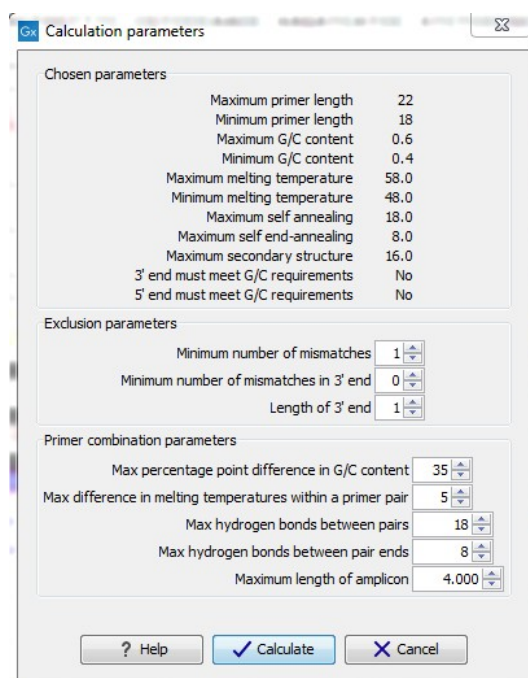 Gx Calculation parameters
Chosen parameters
Maximum primer length 22
Minimum primer length 18
Maximum G/C content 0.6
Minimum G/C content 0.4
Maximum melting temperature 58.0
Minimum melting temperature 48.0
Maximum self annealing 18.0
Maximum self end-annealing 8.0
Maximum secondary structure 16.0
3' end must meet G/C requirements No
5' end must meet G/C requirements No
Exclusion parameters
Minimum number of mismatches 1
Minimum number of mismatches in 3' end 0
Length of 3' end 1
Primer combination parameters
Max percentage point difference in G/C content 35
Max difference in melting temperatures within a primer pair 5
Max hydrogen bonds between pairs 18
Max hydrogen bonds between pair ends 8
Maximum length of amplicon 4.000
? Help Calculate Cancel